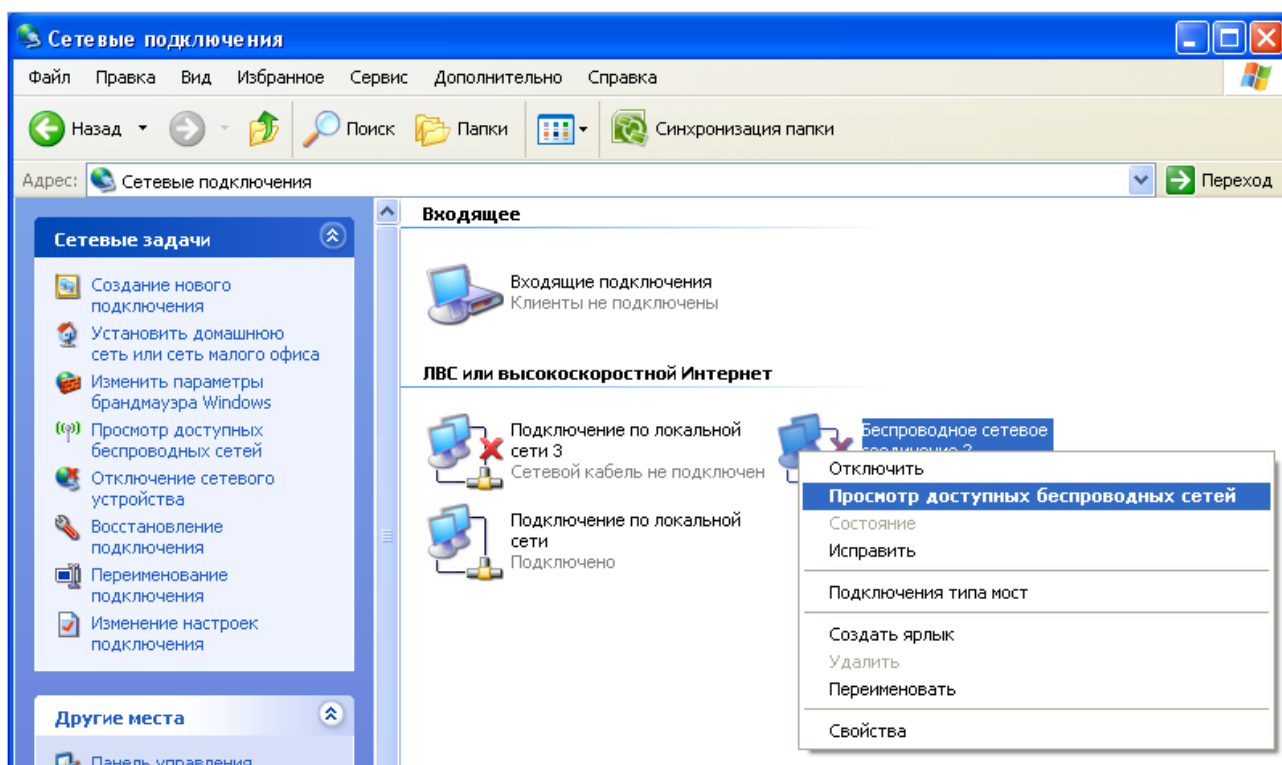 Сетевые подключения
Файл Правка Вид Избранное Сервис Дополнительно Справка
Назад Поиск Папки Синхронизация папки
Адрес: Сетевые подключения Переход
Сетевые задачи
Создание нового
подключения
Установить домашнюю
сеть или сеть малого офиса
Изменить параметры
брандмауэра Windows
Просмотр доступных
беспроводных сетей
Отключение сетевого
устройства
Восстановление
подключения
Переименование
подключения
Изменение настроек
подключения
Другие места
Панель управления
Входящее
Входящие подключения
Клиенты не подключены
ЛВС или высокоскоростной Интернет
Подключение по локальной
сети 3
Сетевой кабель не подключен
Беспроводное сетевое
соединение 2
Подключение по локальной
сети
Подключено
Отключить
Просмотр доступных беспроводных сетей
Состояние
Исправить
Подключения типа мост
Создать ярлык
Удалить
Переименовать
Свойства